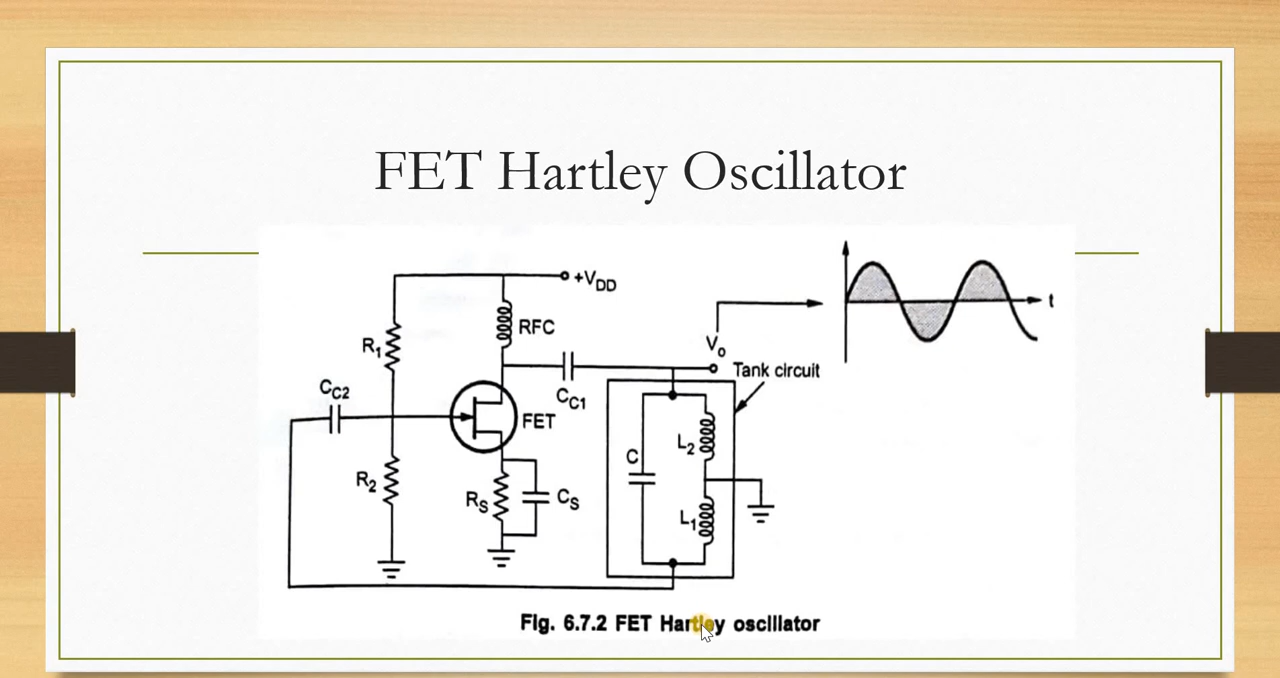 FET Hartley Oscillator
+VDD
RFC
R1
Vo
t
Tank circuit
CC2
CC1
FET
L2
C
R2
RS
CS
L1
Fig. 6.7.2 FET Hartley oscillator